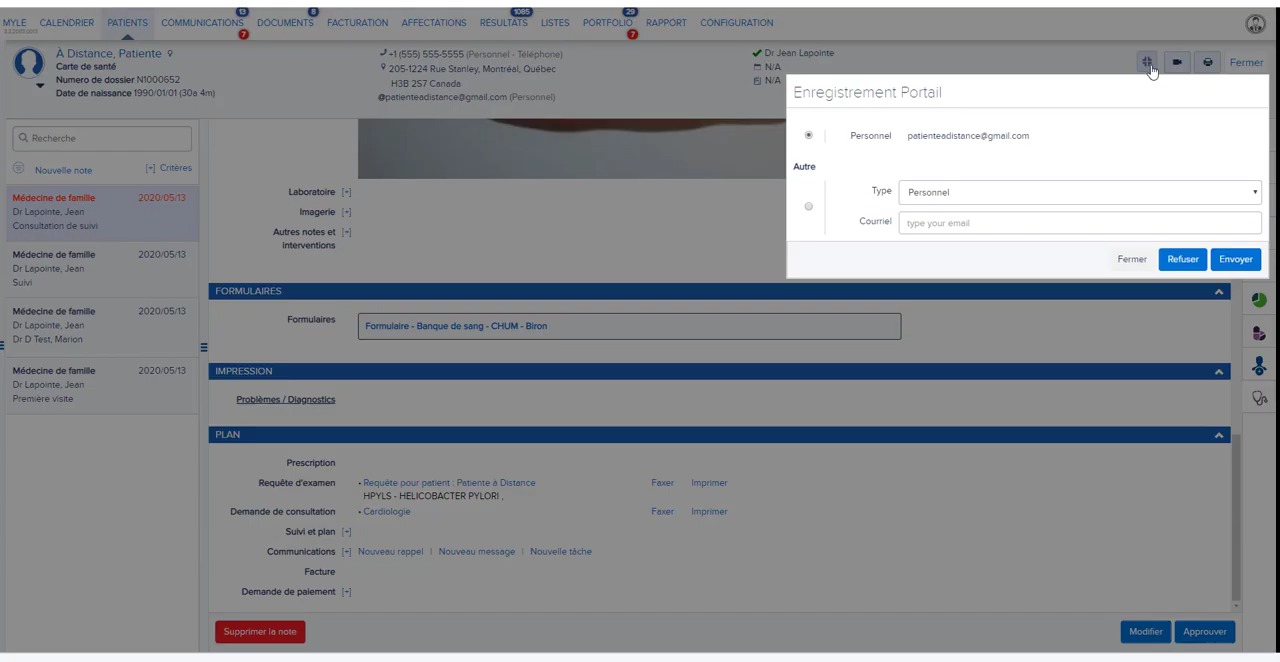 MYLE CALENDRIER PATIENTS COMMUNICATIONS 13 7 DOCUMENTS 8 FACTURATION AFFECTATIONS RÉSULTATS 1085 LISTES PORTFOLIO 29 7 RAPPORT CONFIGURATION
À Distance, Patiente
Carte de santé
Numero de dossier N1000652
Date de naissance 1990/01/01 (30a 4m)
+1 (555) 555-5555 (Personnel - Téléphone)
205-1224 Rue Stanley, Montréal, Québec
H3B 2S7 Canada
@patienteadistance@gmail.com (Personnel)
Dr Jean Lapointe
N/A
N/A
Fermer
Enregistrement Portail
Personnel patienteadistance@gmail.com
Autre
Type Personnel
Courriel type your email
Fermer Refuser Envoyer
Recherche
Nouvelle note [+] Critères
Médecine de famille 2020/05/13
Dr Lapointe, Jean
Consultation de suivi
Médecine de famille 2020/05/13
Dr Lapointe, Jean
Suivi
Médecine de famille 2020/05/13
Dr Lapointe, Jean
Dr D Test, Marion
Médecine de famille 2020/05/13
Dr Lapointe, Jean
Première visite
Laboratoire [+]
Imagerie [+]
Autres notes et [+]
interventions
FORMULAIRES
Formulaires Formulaire - Banque de sang - CHUM - Biron
IMPRESSION
Problèmes / Diagnostics
PLAN
Prescription
Requête d'examen • Requête pour patient : Patiente à Distance Faxer Imprimer
HPYLS - HELICOBACTER PYLORI ,
Demande de consultation • Cardiologie Faxer Imprimer
Suivi et plan [+]
Communications [+] Nouveau rappel | Nouveau message | Nouvelle tâche
Facture
Demande de paiement [+]
Supprimer la note Modifier Approuver